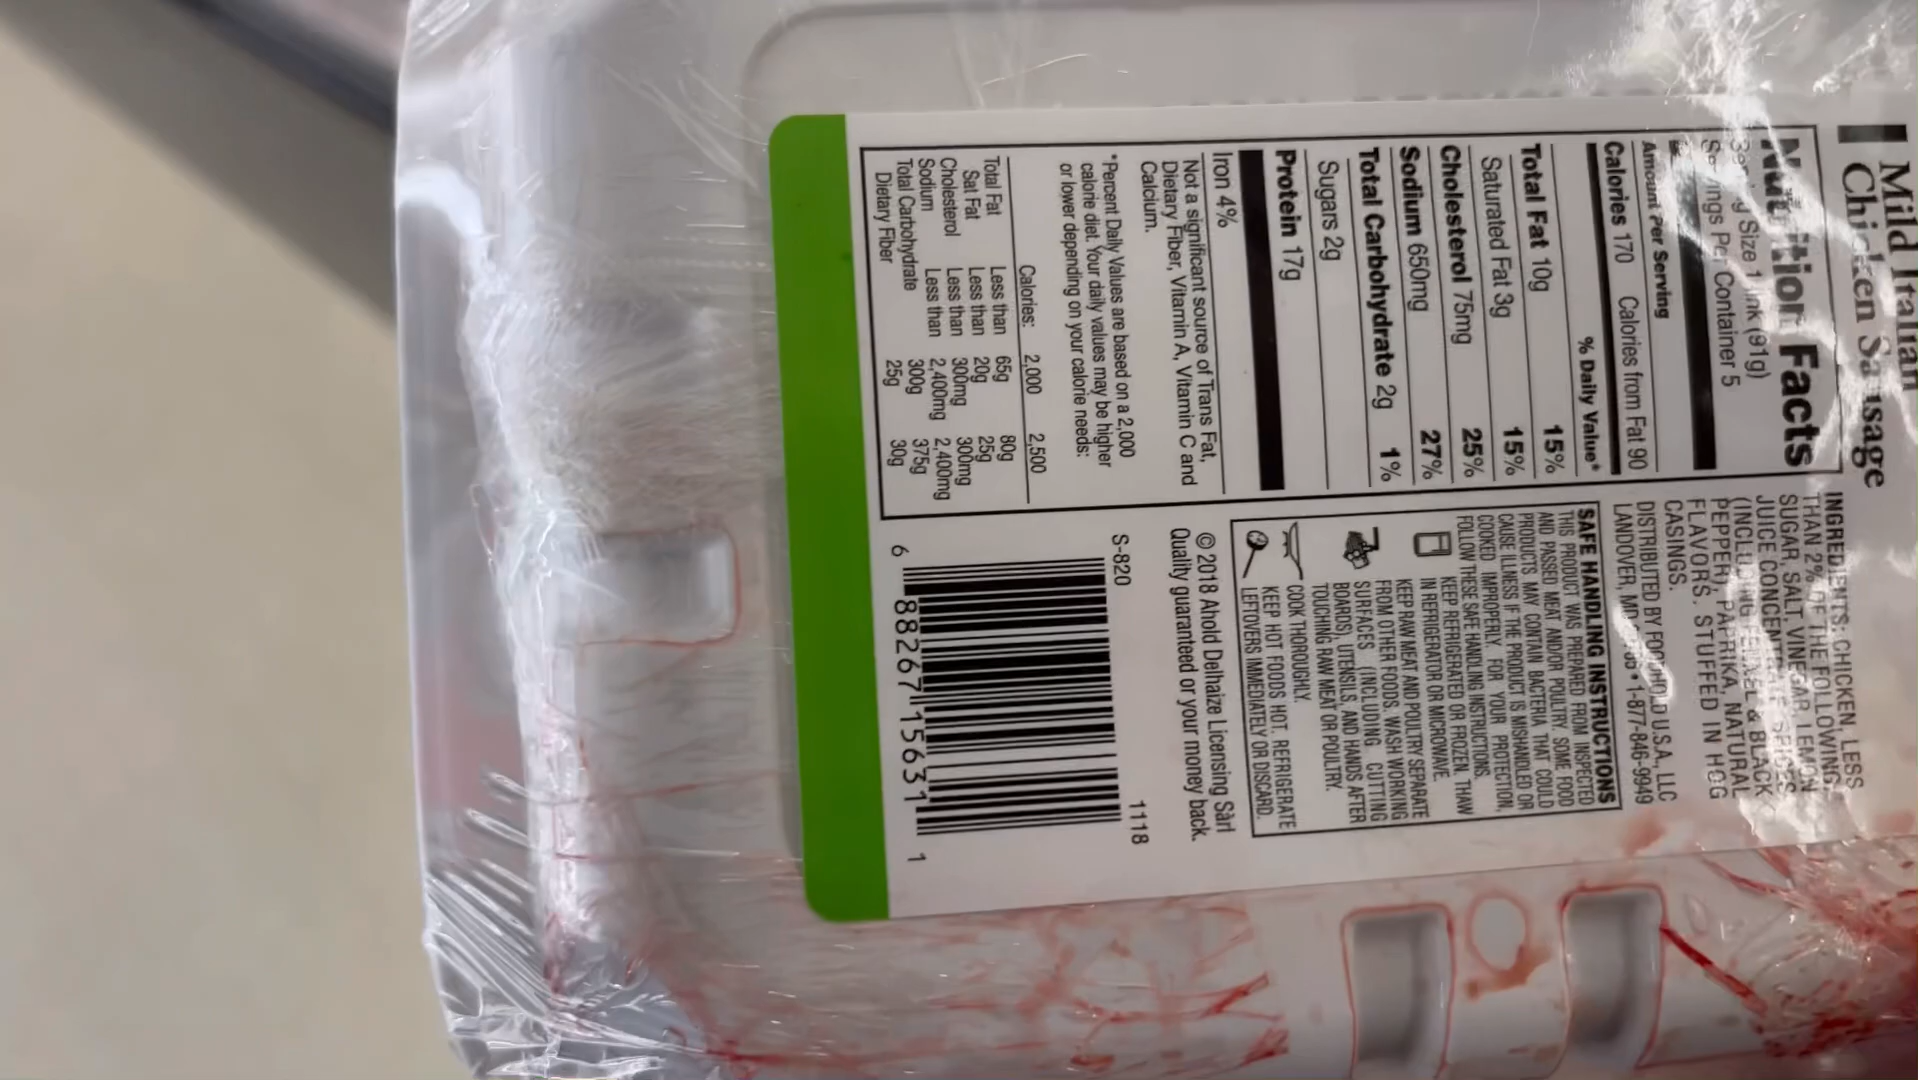 Mild Italian
Chicken Sausage
Nutrition Facts
Serving Size 1 link (91g)
Servings Per Container 5
Amount Per Serving
Calories 170 Calories from Fat 90
% Daily Value*
Total Fat 10g 15%
Saturated Fat 3g 15%
Cholesterol 75mg 25%
Sodium 650mg 27%
Total Carbohydrate 2g 1%
Sugars 2g
Protein 17g
Iron 4%
Not a significant source of Trans Fat,
Dietary Fiber, Vitamin A, Vitamin C and
Calcium.
*Percent Daily Values are based on a 2,000
calorie diet. Your daily values may be higher
or lower depending on your calorie needs:
Calories: 2,000 2,500
Total Fat Less than 65g 80g
Sat Fat Less than 20g 25g
Cholesterol Less than 300mg 300mg
Sodium Less than 2,400mg 2,400mg
Total Carbohydrate 300g 375g
Dietary Fiber 25g 30g
INGREDIENTS: CHICKEN, LESS
THAN 2% OF THE FOLLOWING:
SUGAR, SALT, VINEGAR, LEMON
JUICE CONCENTRATE, SPICES
(INCLUDING FENNEL & BLACK
PEPPER), PAPRIKA, NATURAL
FLAVORS. STUFFED IN HOG
CASINGS.
DISTRIBUTED BY FOODHOLD U.S.A., LLC
LANDOVER, MD • 1-877-846-9949
SAFE HANDLING INSTRUCTIONS
THIS PRODUCT WAS PREPARED FROM INSPECTED
AND PASSED MEAT AND/OR POULTRY. SOME FOOD
PRODUCTS MAY CONTAIN BACTERIA THAT COULD
CAUSE ILLNESS IF THE PRODUCT IS MISHANDLED OR
COOKED IMPROPERLY. FOR YOUR PROTECTION,
FOLLOW THESE SAFE HANDLING INSTRUCTIONS.
KEEP REFRIGERATED OR FROZEN. THAW
IN REFRIGERATOR OR MICROWAVE.
KEEP RAW MEAT AND POULTRY SEPARATE
FROM OTHER FOODS. WASH WORKING
SURFACES (INCLUDING CUTTING
BOARDS), UTENSILS, AND HANDS AFTER
TOUCHING RAW MEAT OR POULTRY.
COOK THOROUGHLY.
KEEP HOT FOODS HOT. REFRIGERATE
LEFTOVERS IMMEDIATELY OR DISCARD.
© 2018 Ahold Delhaize Licensing Sàrl
Quality guaranteed or your money back.
S-820 1118
6 88267 15631 1